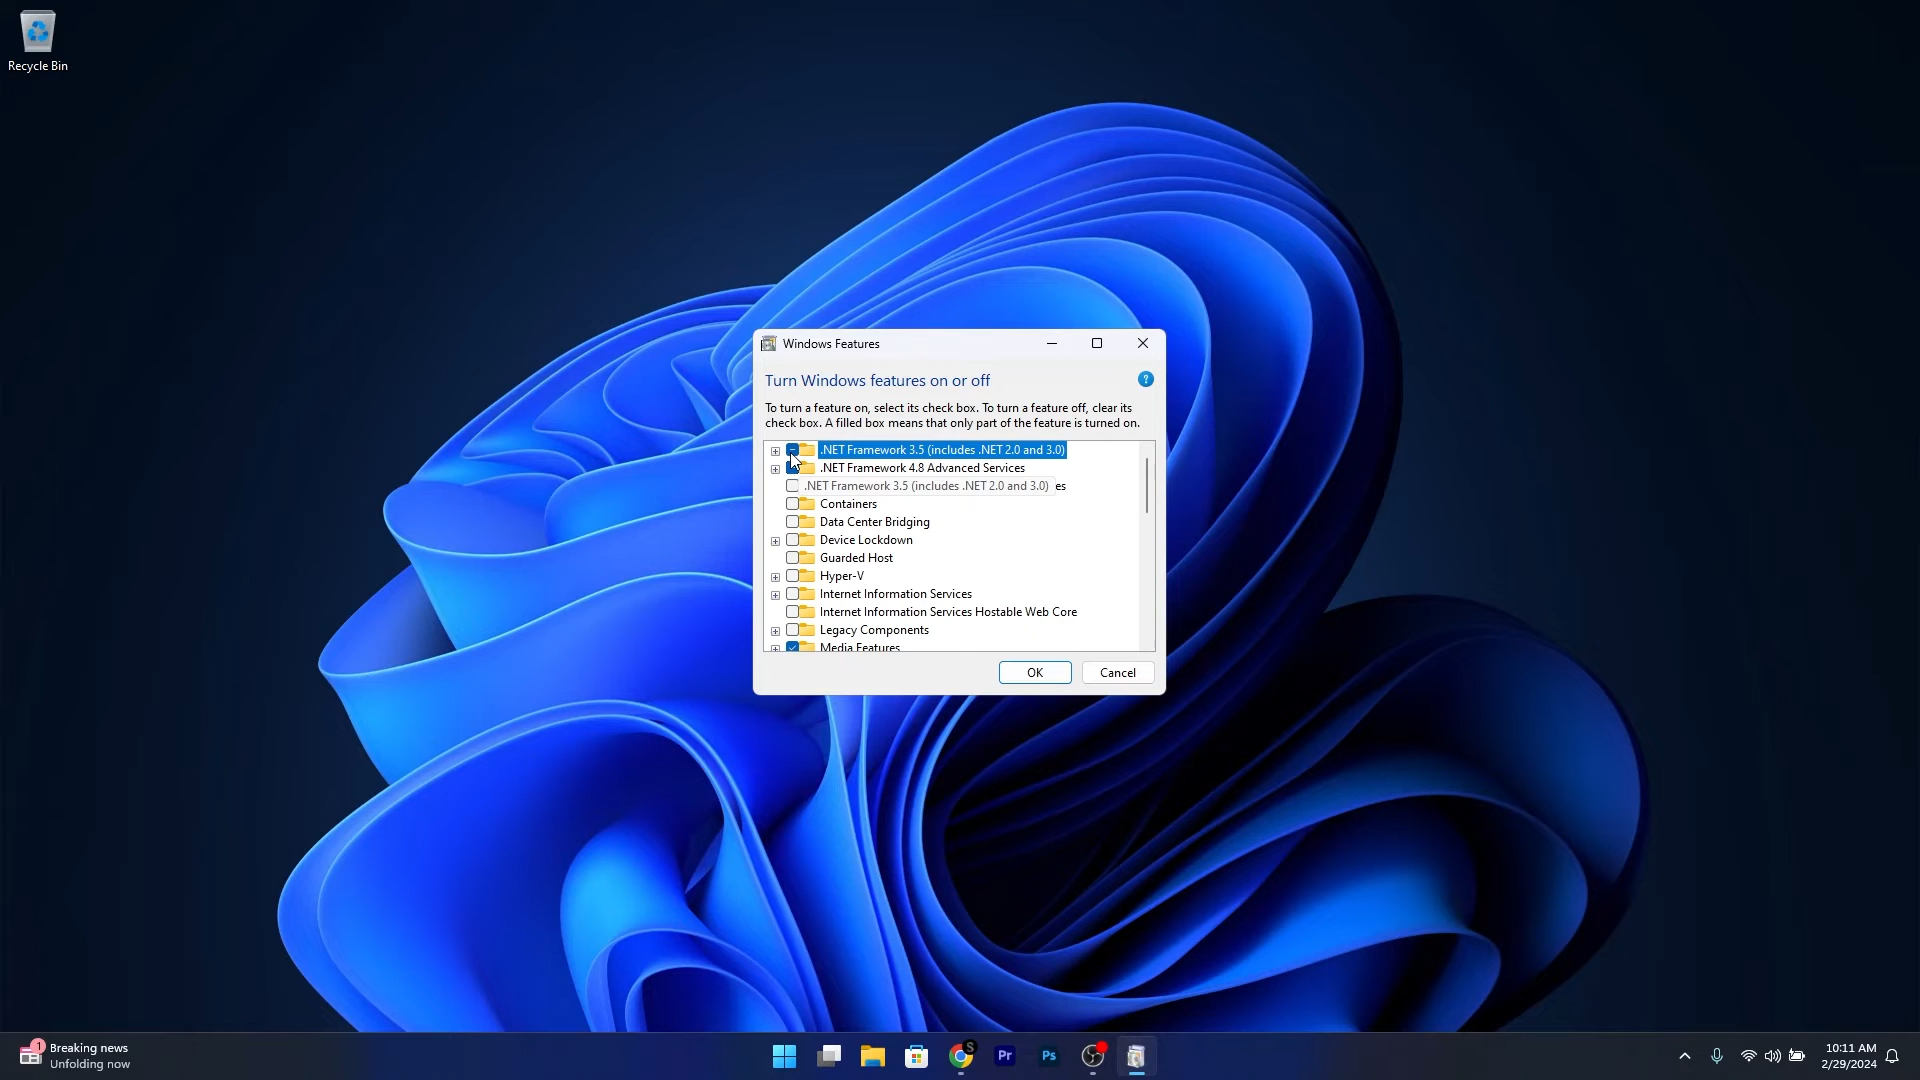 Recycle Bin
Windows Features
Turn Windows features on or off
To turn a feature on, select its check box. To turn a feature off, clear its
check box. A filled box means that only part of the feature is turned on.
.NET Framework 3.5 (includes .NET 2.0 and 3.0)
.NET Framework 4.8 Advanced Services
.NET Framework 3.5 (includes .NET 2.0 and 3.0) es
Containers
Data Center Bridging
Device Lockdown
Guarded Host
Hyper-V
Internet Information Services
Internet Information Services Hostable Web Core
Legacy Components
Media Features
OK Cancel
1 Breaking news
Unfolding now
S
Pr
Ps
10:11 AM
2/29/2024